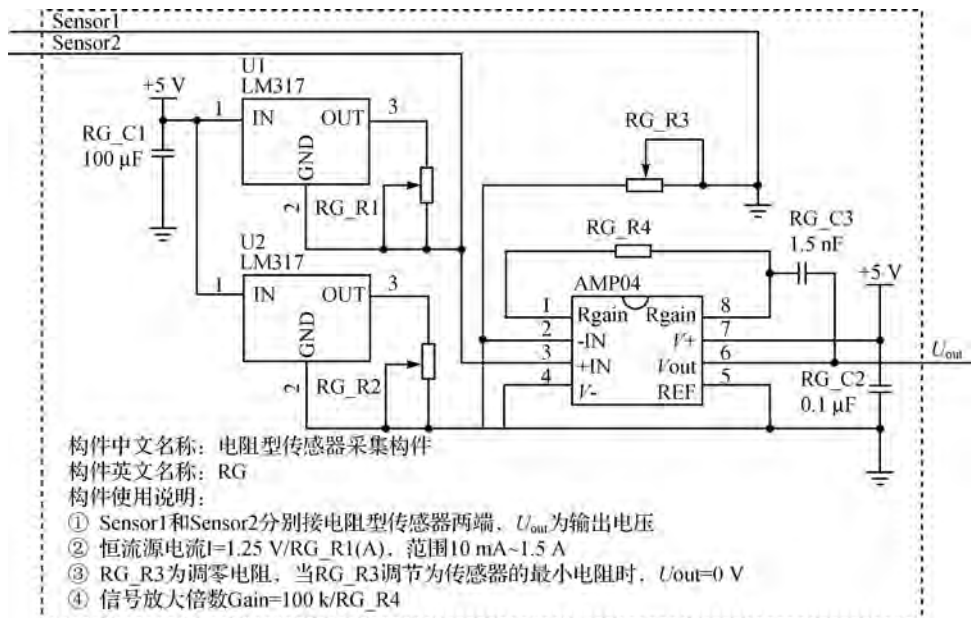 Sensor1
Sensor2
U1
LM317
+5 V
1
IN
OUT
3
GND
2
RG_C1
100 μF
RG_R1
U2
LM317
1
IN
OUT
3
GND
2
RG_R2
RG_R3
RG_R4
RG_C3
1.5 nF
AMP04
+5 V
1
Rgain
Rgain
8
2
-IN
V+
7
3
+IN
Vout
6
4
V-
REF
5
Uout
RG_C2
0.1 μF
构件中文名称：电阻型传感器采集构件
构件英文名称：RG
构件使用说明：
① Sensor1和Sensor2分别接电阻型传感器两端，Uout为输出电压
② 恒流源电流I=1.25 V/RG_R1(A)，范围10 mA~1.5 A
③ RG_R3为调零电阻，当RG_R3调节为传感器的最小电阻时，Uout=0 V
④ 信号放大倍数Gain=100 k/RG_R4